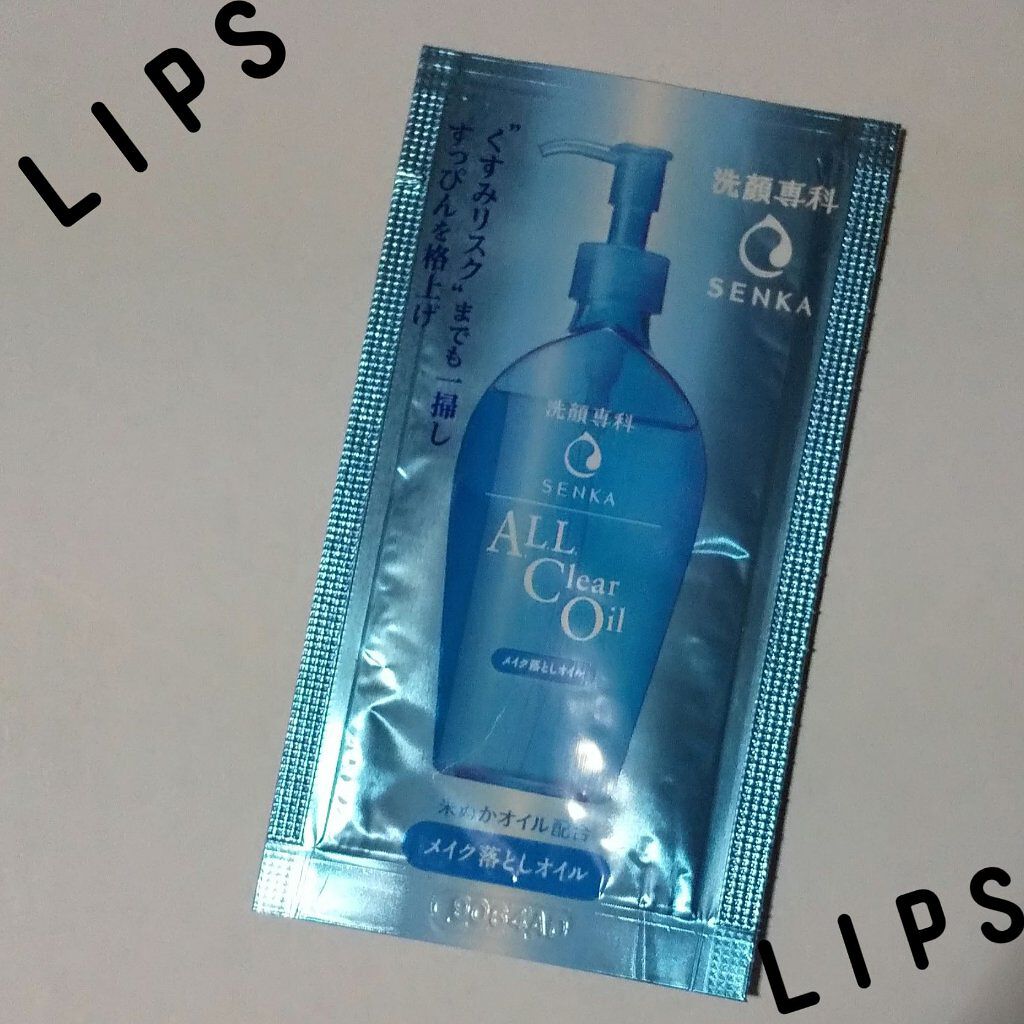 LIPS
"くすみリスク"までも一掃し
すっぴんを格上げ
洗顔専科
SENKA
洗顔専科
SENKA
ALL
Clear
Oil
メイク落としオイル
米ぬかオイル配合
メイク落としオイル
LIPS